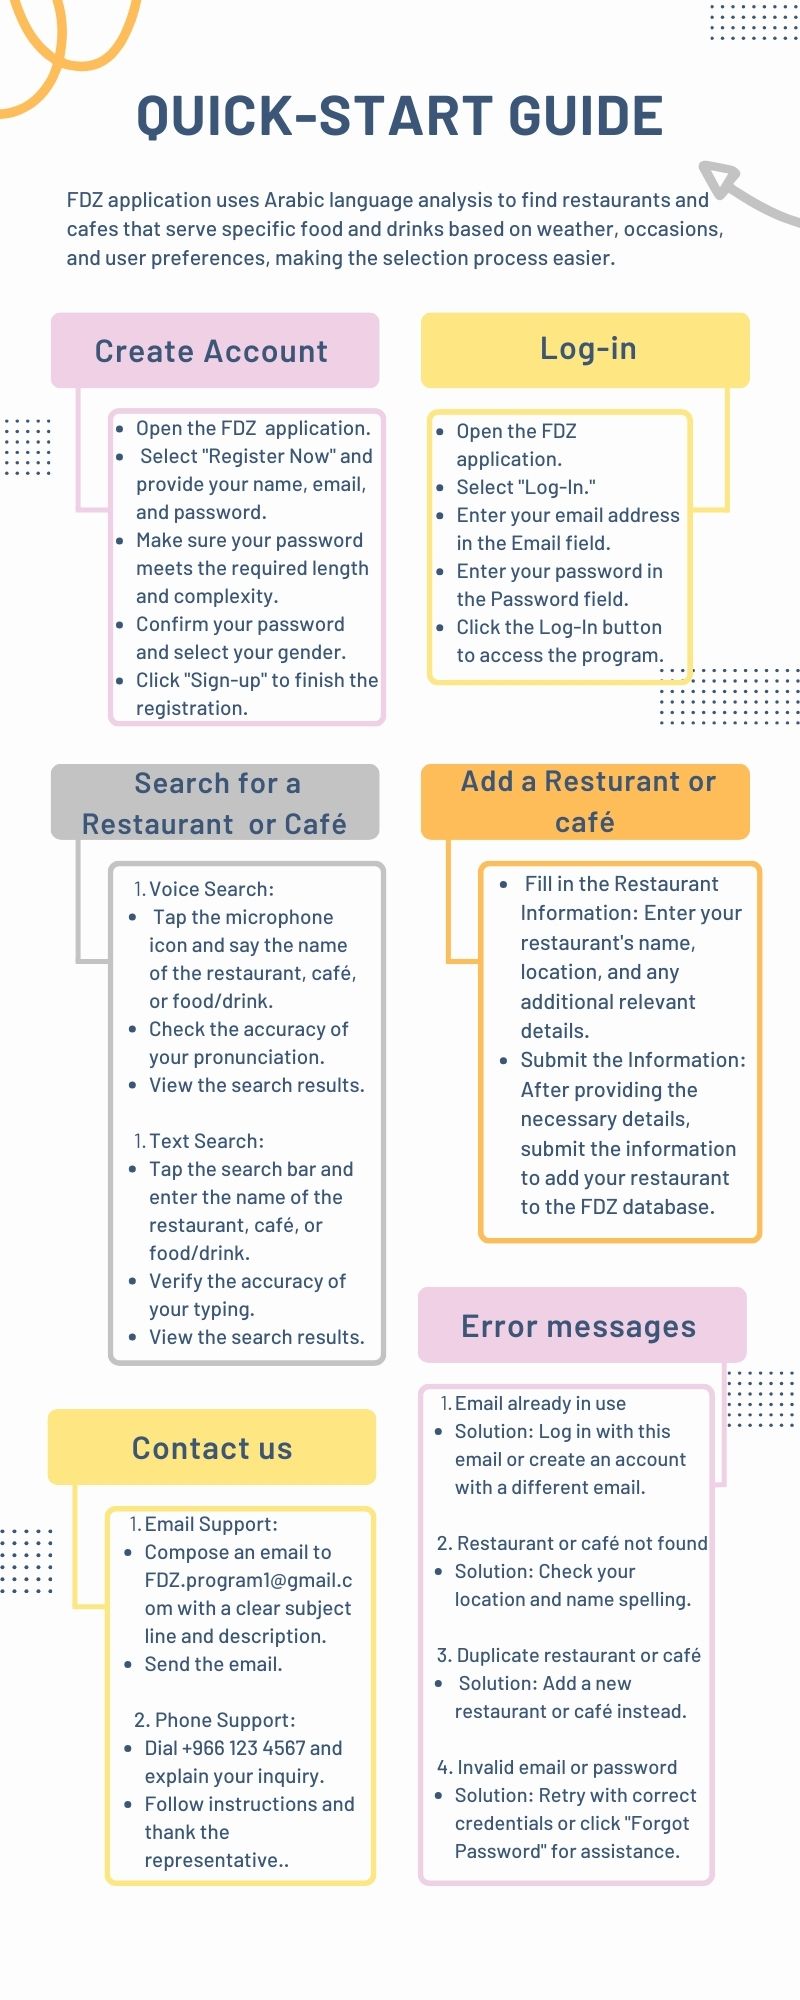 QUICK-START GUIDE
FDZ application uses Arabic language analysis to find restaurants and
cafes that serve specific food and drinks based on weather, occasions,
and user preferences, making the selection process easier.
Create Account
• Open the FDZ application.
• Select "Register Now" and
provide your name, email,
and password.
• Make sure your password
meets the required length
and complexity.
• Confirm your password
and select your gender.
• Click "Sign-up" to finish the
registration.
Log-in
• Open the FDZ
application.
• Select "Log-In."
• Enter your email address
in the Email field.
• Enter your password in
the Password field.
• Click the Log-In button
to access the program.
Search for a
Restaurant or Café
1. Voice Search:
• Tap the microphone
icon and say the name
of the restaurant, café,
or food/drink.
• Check the accuracy of
your pronunciation.
• View the search results.
1. Text Search:
• Tap the search bar and
enter the name of the
restaurant, café, or
food/drink.
• Verify the accuracy of
your typing.
• View the search results.
Add a Resturant or
café
• Fill in the Restaurant
Information: Enter your
restaurant's name,
location, and any
additional relevant
details.
• Submit the Information:
After providing the
necessary details,
submit the information
to add your restaurant
to the FDZ database.
Contact us
1. Email Support:
• Compose an email to
FDZ.program1@gmail.c
om with a clear subject
line and description.
• Send the email.
2. Phone Support:
• Dial +966 123 4567 and
explain your inquiry.
• Follow instructions and
thank the
representative..
Error messages
1. Email already in use
• Solution: Log in with this
email or create an account
with a different email.
2. Restaurant or café not found
• Solution: Check your
location and name spelling.
3. Duplicate restaurant or café
• Solution: Add a new
restaurant or café instead.
4. Invalid email or password
• Solution: Retry with correct
credentials or click "Forgot
Password" for assistance.